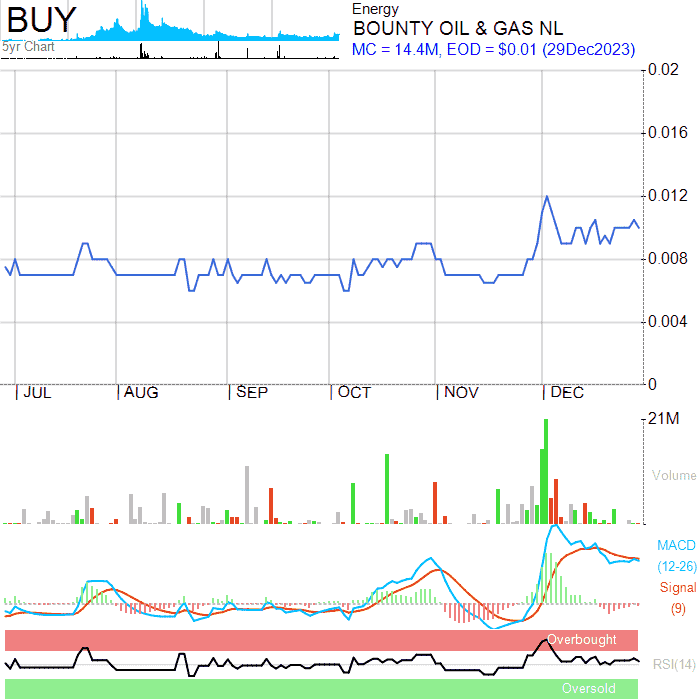 BUY
5yr Chart
Energy
BOUNTY OIL & GAS NL
MC = 14.4M, EOD = $0.01 (29Dec2023)
0.02
0.016
0.012
0.008
0.004
0
JUL AUG SEP OCT NOV DEC
21M
Volume
MACD
(12-26)
Signal
(9)
Overbought
RSI(14)
Oversold